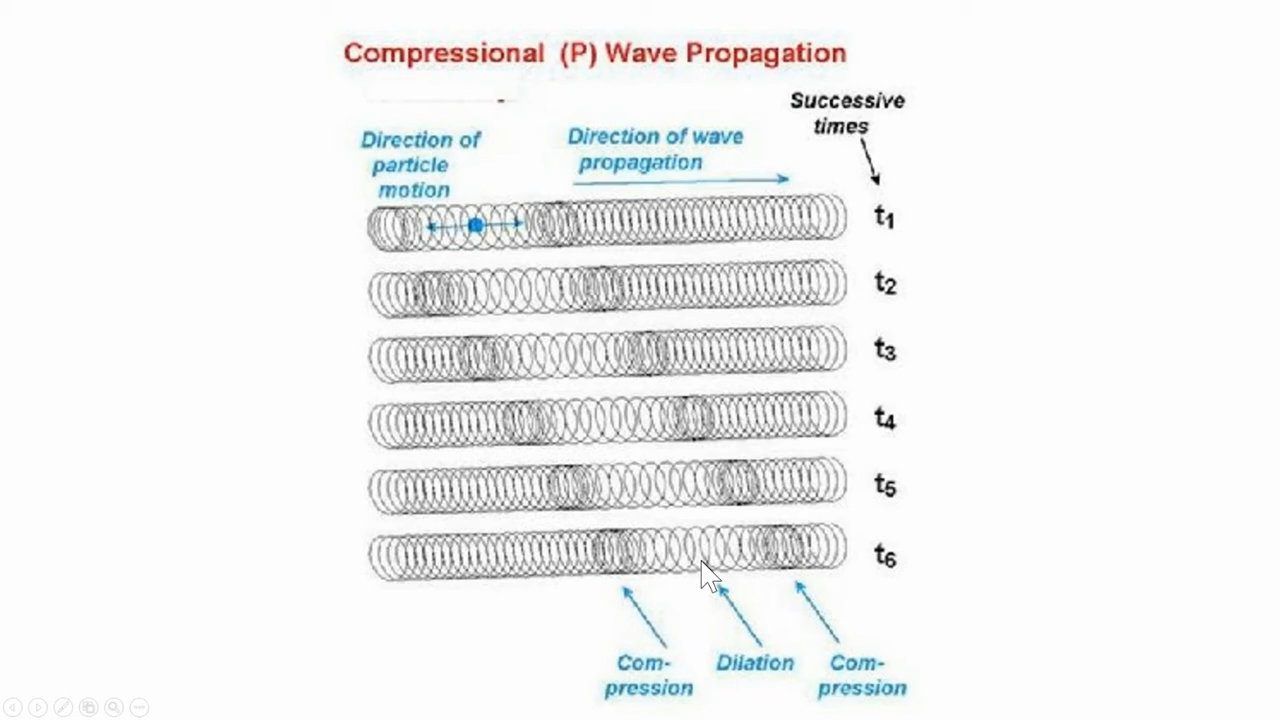 Compressional (P) Wave Propagation
Successive
times
Direction of
particle
motion
Direction of wave
propagation
t1
t2
t3
t4
t5
t6
Com-
pression
Dilation
Com-
pression